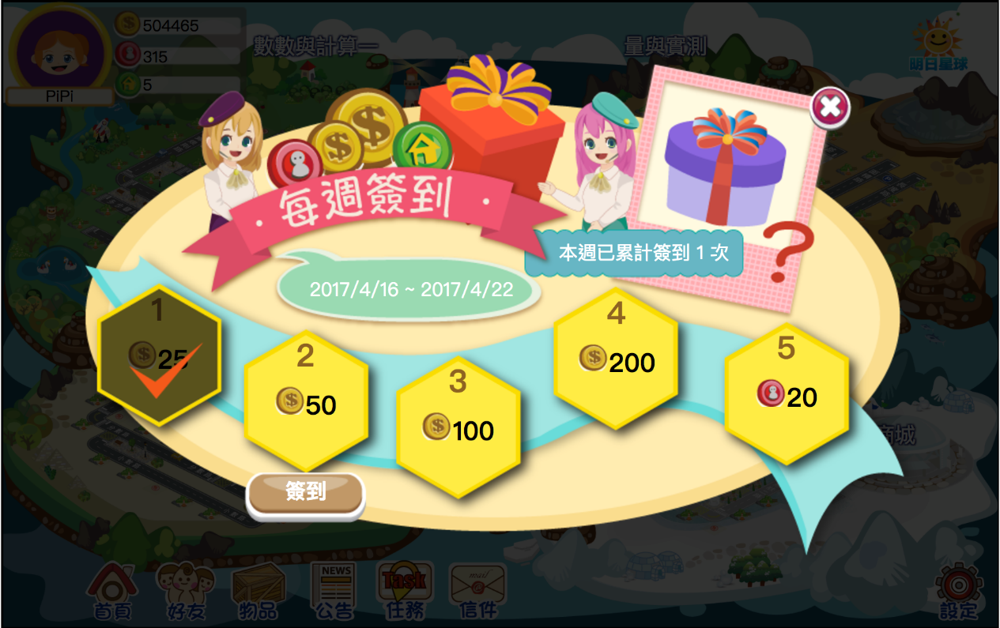 504465
315
5
PiPi
數數與計算一
量與實測
明日星球
每週簽到
本週已累計簽到 1 次
2017/4/16 ~ 2017/4/22
?
1
25
2
50
3
100
4
200
5
20
簽到
商城
NEWS
Task
mail
首頁
好友
物品
公告
任務
信件
設定